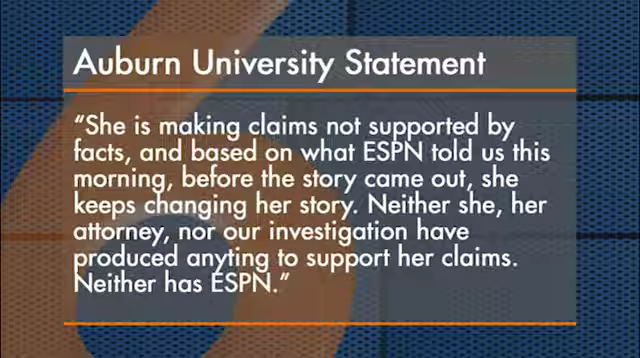 Auburn University Statement
“She is making claims not supported by
facts, and based on what ESPN told us this
morning, before the story came out, she
keeps changing her story. Neither she, her
attorney, nor our investigation have
produced anyting to support her claims.
Neither has ESPN.”